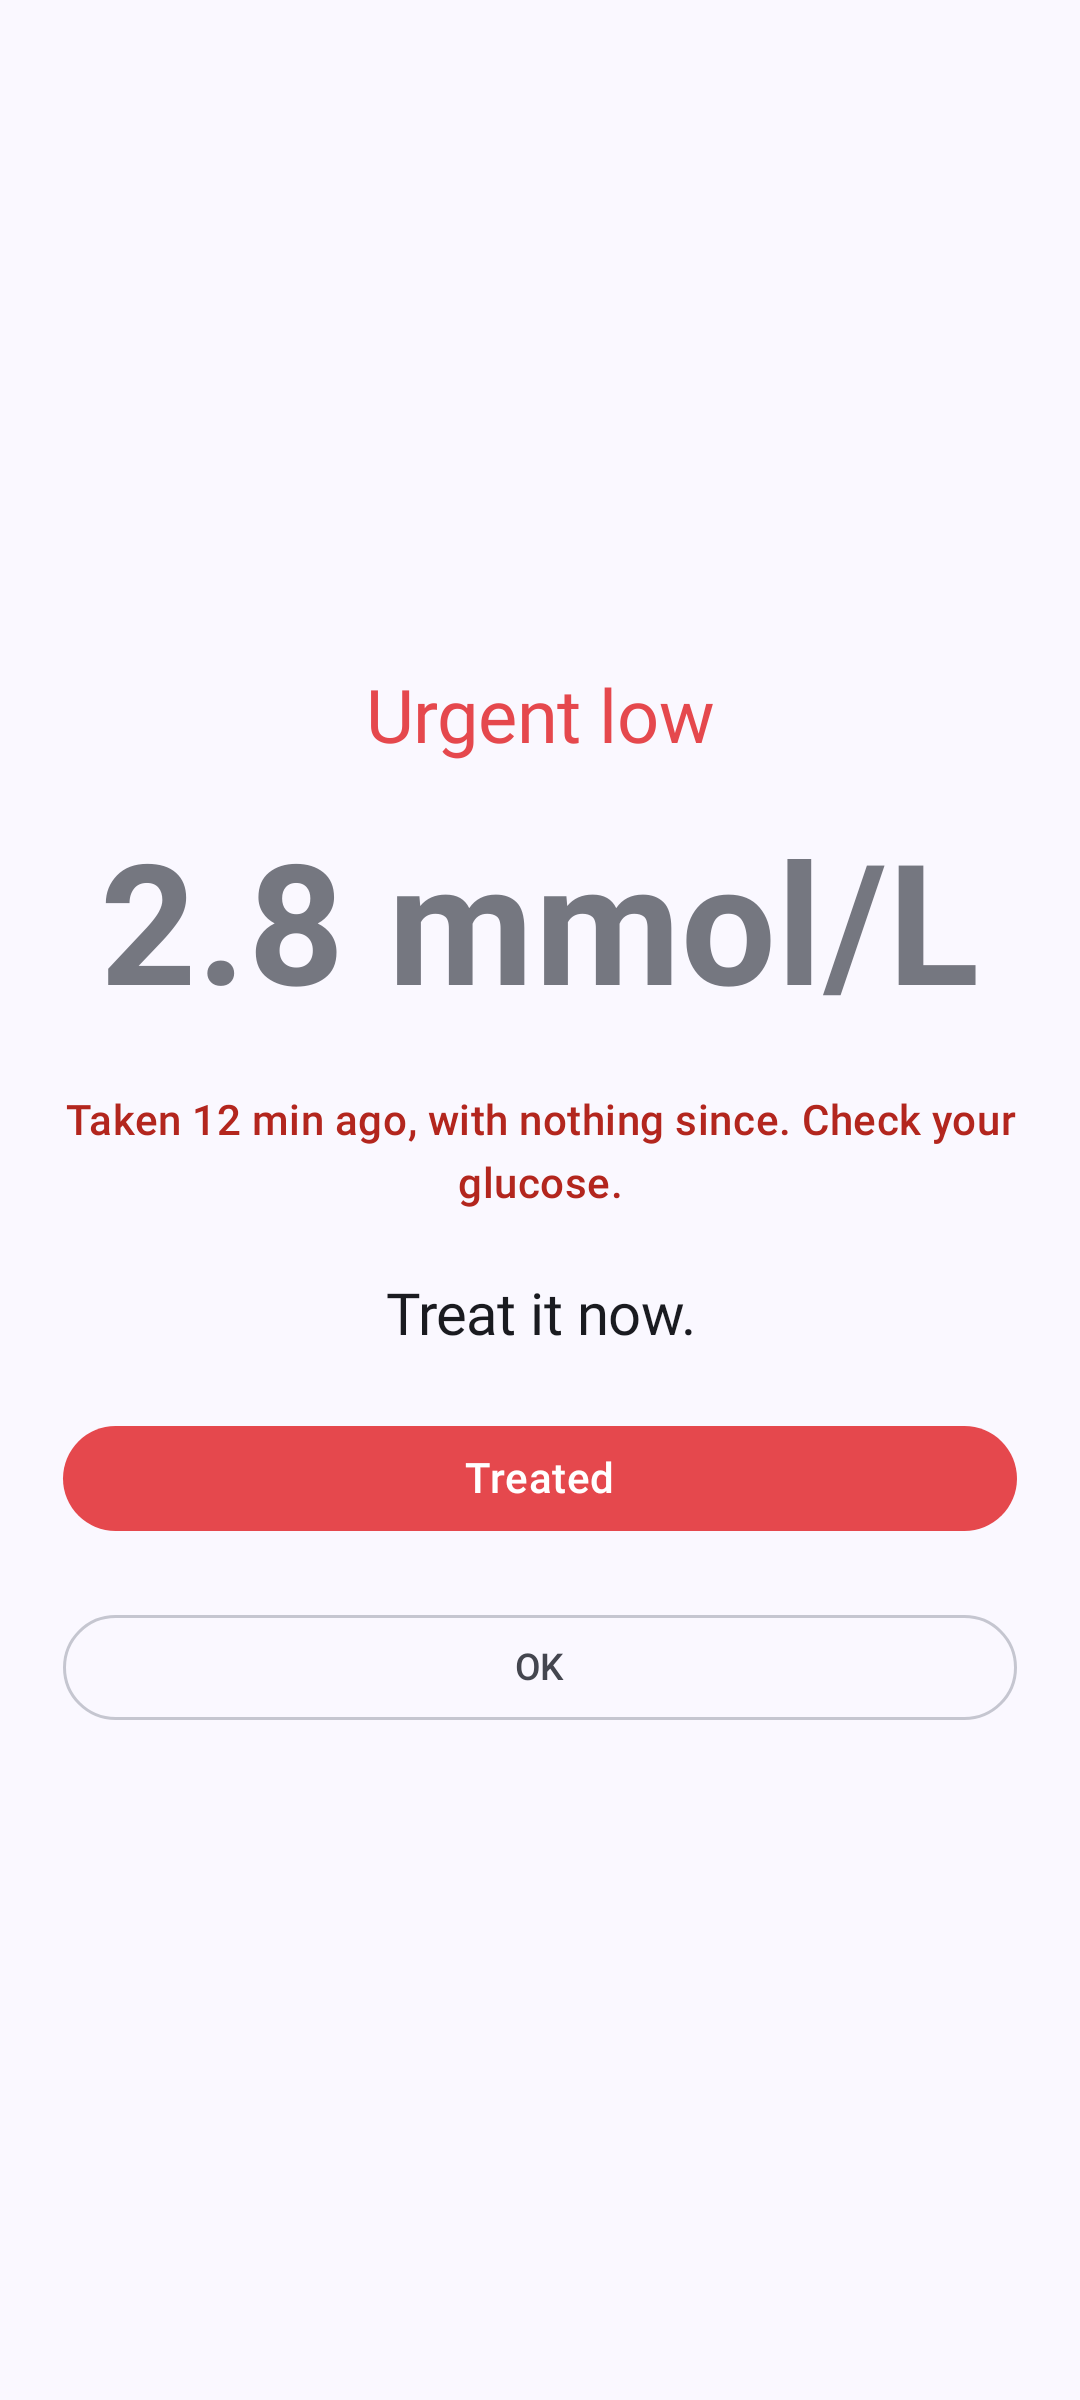 Urgent low
2.8 mmol/L
Taken 12 min ago, with nothing since. Check your
glucose.
Treat it now.
Treated
OK